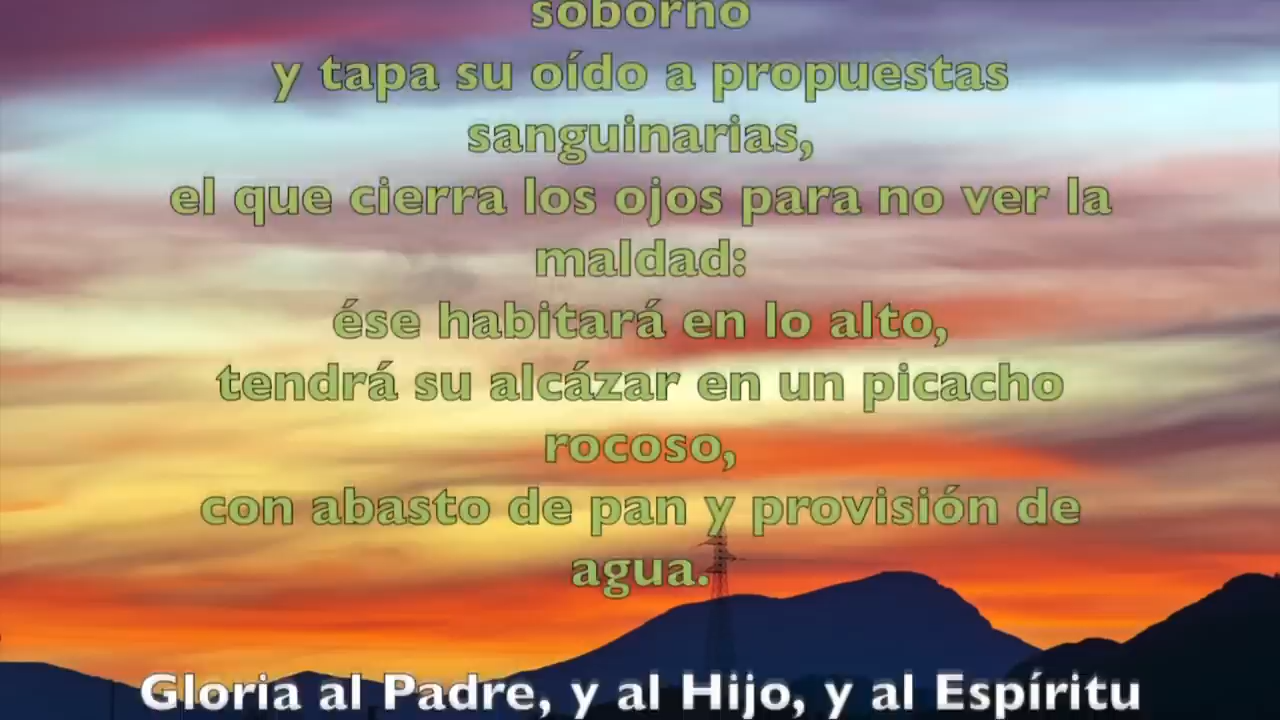 soborno
y tapa su oído a propuestas
sanguinarias,
el que cierra los ojos para no ver la
maldad:
ése habitará en lo alto,
tendrá su alcázar en un picacho
rocoso,
con abasto de pan y provisión de
agua.
Gloria al Padre, y al Hijo, y al Espíritu